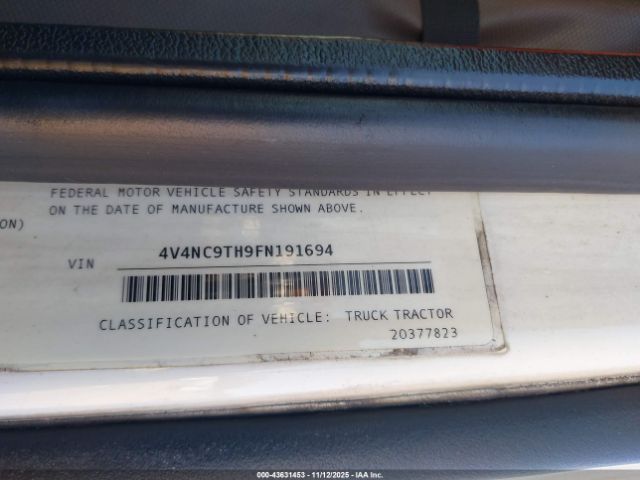 FEDERAL MOTOR VEHICLE SAFETY STANDARDS IN EFFECT
ON THE DATE OF MANUFACTURE SHOWN ABOVE.
ION)
VIN 4V4NC9TH9FN191694
CLASSIFICATION OF VEHICLE: TRUCK TRACTOR
20377823
000-43631453 - 11/12/2025 - IAA Inc.